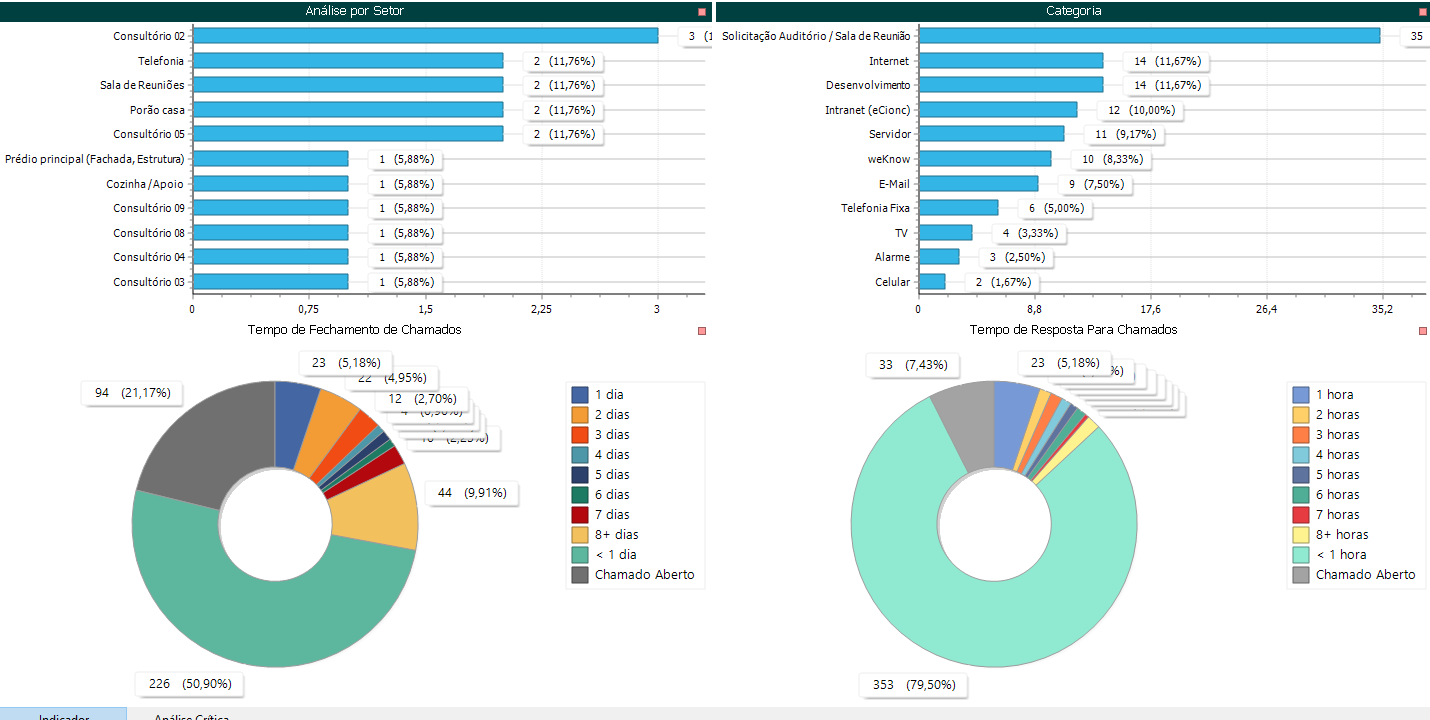 Análise por Setor
Consultório 02
3 (1
Telefonia
2 (11,76%)
Sala de Reuniões
2 (11,76%)
Porão casa
2 (11,76%)
Consultório 05
2 (11,76%)
Prédio principal (Fachada, Estrutura)
1 (5,88%)
Cozinha / Apoio
1 (5,88%)
Consultório 09
1 (5,88%)
Consultório 08
1 (5,88%)
Consultório 04
1 (5,88%)
Consultório 03
1 (5,88%)
0 0,75 1,5 2,25 3
Categoria
Solicitação Auditório / Sala de Reunião
35
Internet
14 (11,67%)
Desenvolvimento
14 (11,67%)
Intranet (eCionc)
12 (10,00%)
Servidor
11 (9,17%)
weKnow
10 (8,33%)
E-Mail
9 (7,50%)
Telefonia Fixa
6 (5,00%)
TV
4 (3,33%)
Alarme
3 (2,50%)
Celular
2 (1,67%)
0 8,8 17,6 26,4 35,2
Tempo de Fechamento de Chamados
23 (5,18%)
22 (4,95%)
12 (2,70%)
94 (21,17%)
44 (9,91%)
226 (50,90%)
1 dia
2 dias
3 dias
4 dias
5 dias
6 dias
7 dias
8+ dias
< 1 dia
Chamado Aberto
Tempo de Resposta Para Chamados
33 (7,43%)
23 (5,18%)
353 (79,50%)
1 hora
2 horas
3 horas
4 horas
5 horas
6 horas
7 horas
8+ horas
< 1 hora
Chamado Aberto
Indicador
Análise Crítica